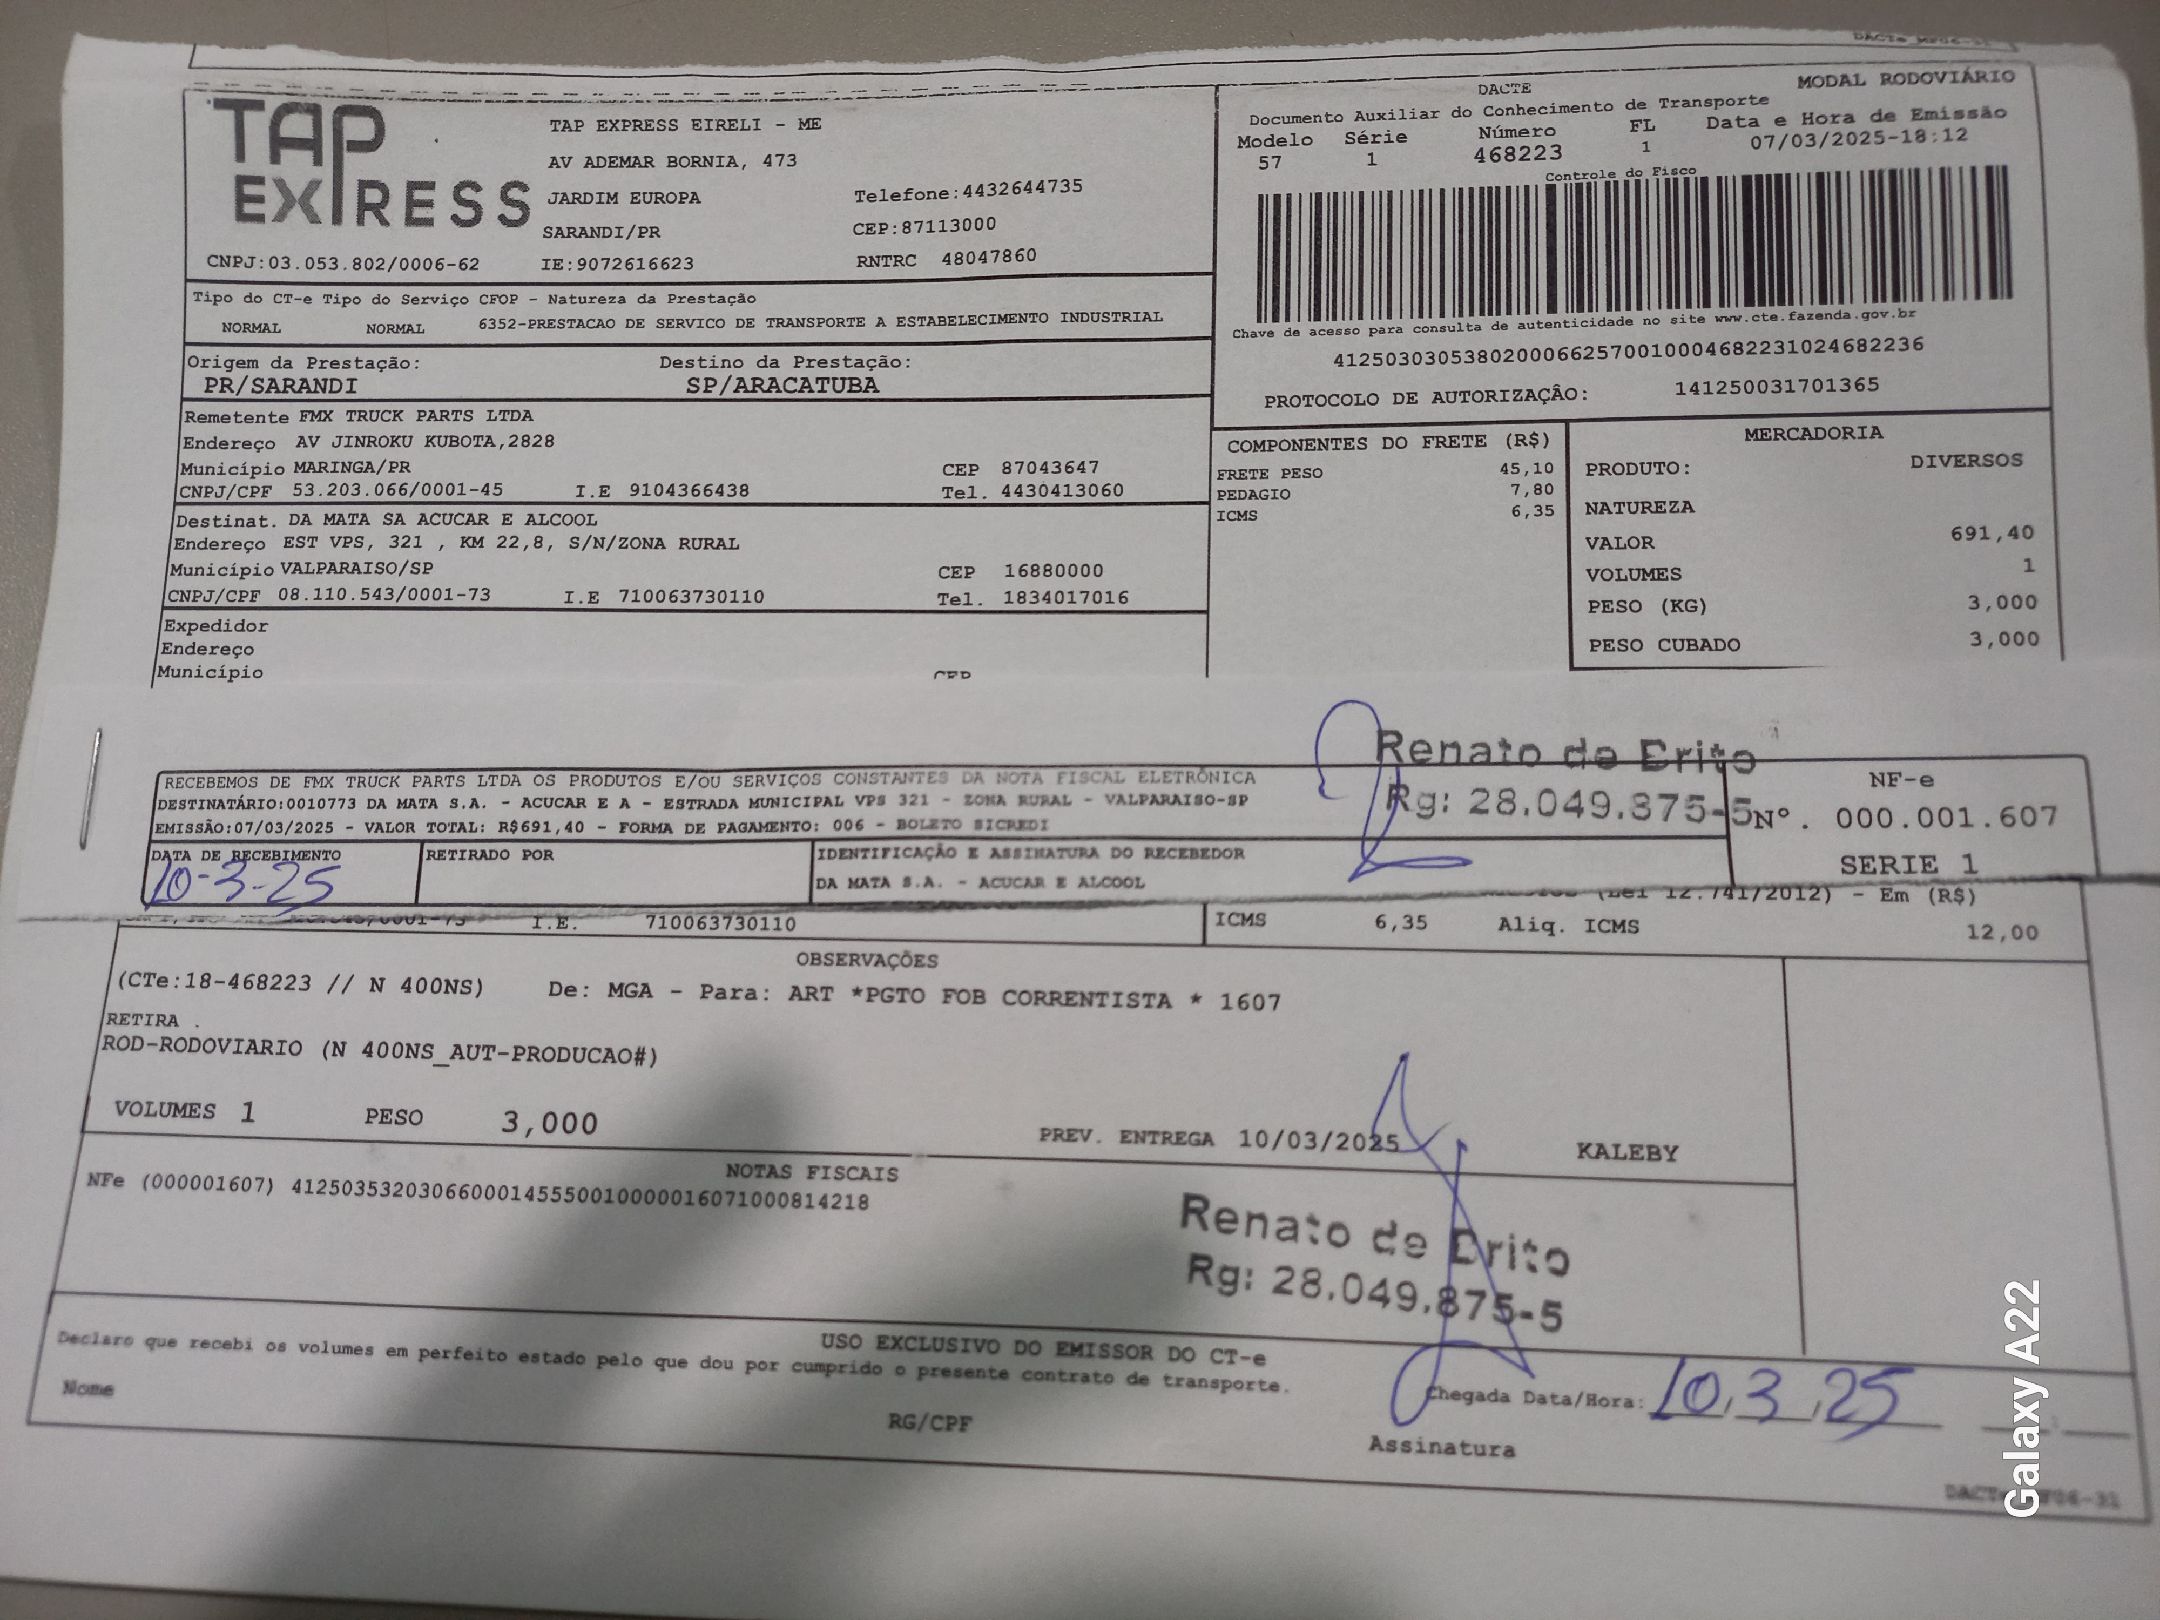 TAP EXPRESS
TAP EXPRESS EIRELI - ME
AV ADEMAR BORNIA, 473
JARDIM EUROPA Telefone:4432644735
SARANDI/PR CEP:87113000
CNPJ:03.053.802/0006-62 IE:9072616623 RNTRC 48047860
DACTE MODAL RODOVIÁRIO
Documento Auxiliar do Conhecimento de Transporte
Modelo Série Número FL Data e Hora de Emissão
57 1 468223 1 07/03/2025-18:12
Controle do Fisco
Chave de acesso para consulta de autenticidade no site www.cte.fazenda.gov.br
41250303053802000662570010004682231024682236
PROTOCOLO DE AUTORIZAÇÃO: 141250031701365
Tipo do CT-e Tipo do Serviço CFOP - Natureza da Prestação
NORMAL NORMAL 6352-PRESTACAO DE SERVICO DE TRANSPORTE A ESTABELECIMENTO INDUSTRIAL
Origem da Prestação: Destino da Prestação:
PR/SARANDI SP/ARACATUBA
Remetente FMX TRUCK PARTS LTDA
Endereço AV JINROKU KUBOTA,2828
Município MARINGA/PR CEP 87043647
CNPJ/CPF 53.203.066/0001-45 I.E 9104366438 Tel. 4430413060
Destinat. DA MATA SA ACUCAR E ALCOOL
Endereço EST VPS, 321 , KM 22,8, S/N/ZONA RURAL
Município VALPARAISO/SP CEP 16880000
CNPJ/CPF 08.110.543/0001-73 I.E 710063730110 Tel. 1834017016
Expedidor
Endereço
Município CEP
COMPONENTES DO FRETE (R$)
FRETE PESO 45,10
PEDAGIO 7,80
ICMS 6,35
MERCADORIA
PRODUTO: DIVERSOS
NATUREZA
VALOR 691,40
VOLUMES 1
PESO (KG) 3,000
PESO CUBADO 3,000
Renato de Brito
Rg: 28.049.875-5
RECEBEMOS DE FMX TRUCK PARTS LTDA OS PRODUTOS E/OU SERVIÇOS CONSTANTES DA NOTA FISCAL ELETRÔNICA
DESTINATÁRIO:0010773 DA MATA S.A. - ACUCAR E A - ESTRADA MUNICIPAL VPS 321 - ZONA RURAL - VALPARAISO-SP
EMISSÃO:07/03/2025 - VALOR TOTAL: R$691,40 - FORMA DE PAGAMENTO: 006 - BOLETO SICREDI
NF-e
Nº. 000.001.607
SERIE 1
DATA DE RECEBIMENTO RETIRADO POR IDENTIFICAÇÃO E ASSINATURA DO RECEBEDOR
10-3-25 DA MATA S.A. - ACUCAR E ALCOOL
(Lei 12.741/2012) - Em (R$)
I.E. 710063730110 ICMS 6,35 Aliq. ICMS 12,00
OBSERVAÇÕES
(CTe:18-468223 // N 400NS) De: MGA - Para: ART *PGTO FOB CORRENTISTA * 1607
RETIRA .
ROD-RODOVIARIO (N 400NS_AUT-PRODUCAO#)
VOLUMES 1 PESO 3,000 PREV. ENTREGA 10/03/2025 KALEBY
NOTAS FISCAIS
NFe (000001607) 41250353203066000145550010000016071000814218
Renato de Brito
Rg: 28.049.875-5
USO EXCLUSIVO DO EMISSOR DO CT-e
Declaro que recebi os volumes em perfeito estado pelo que dou por cumprido o presente contrato de transporte.
Nome RG/CPF Assinatura Chegada Data/Hora: 10,3,25
Galaxy A22